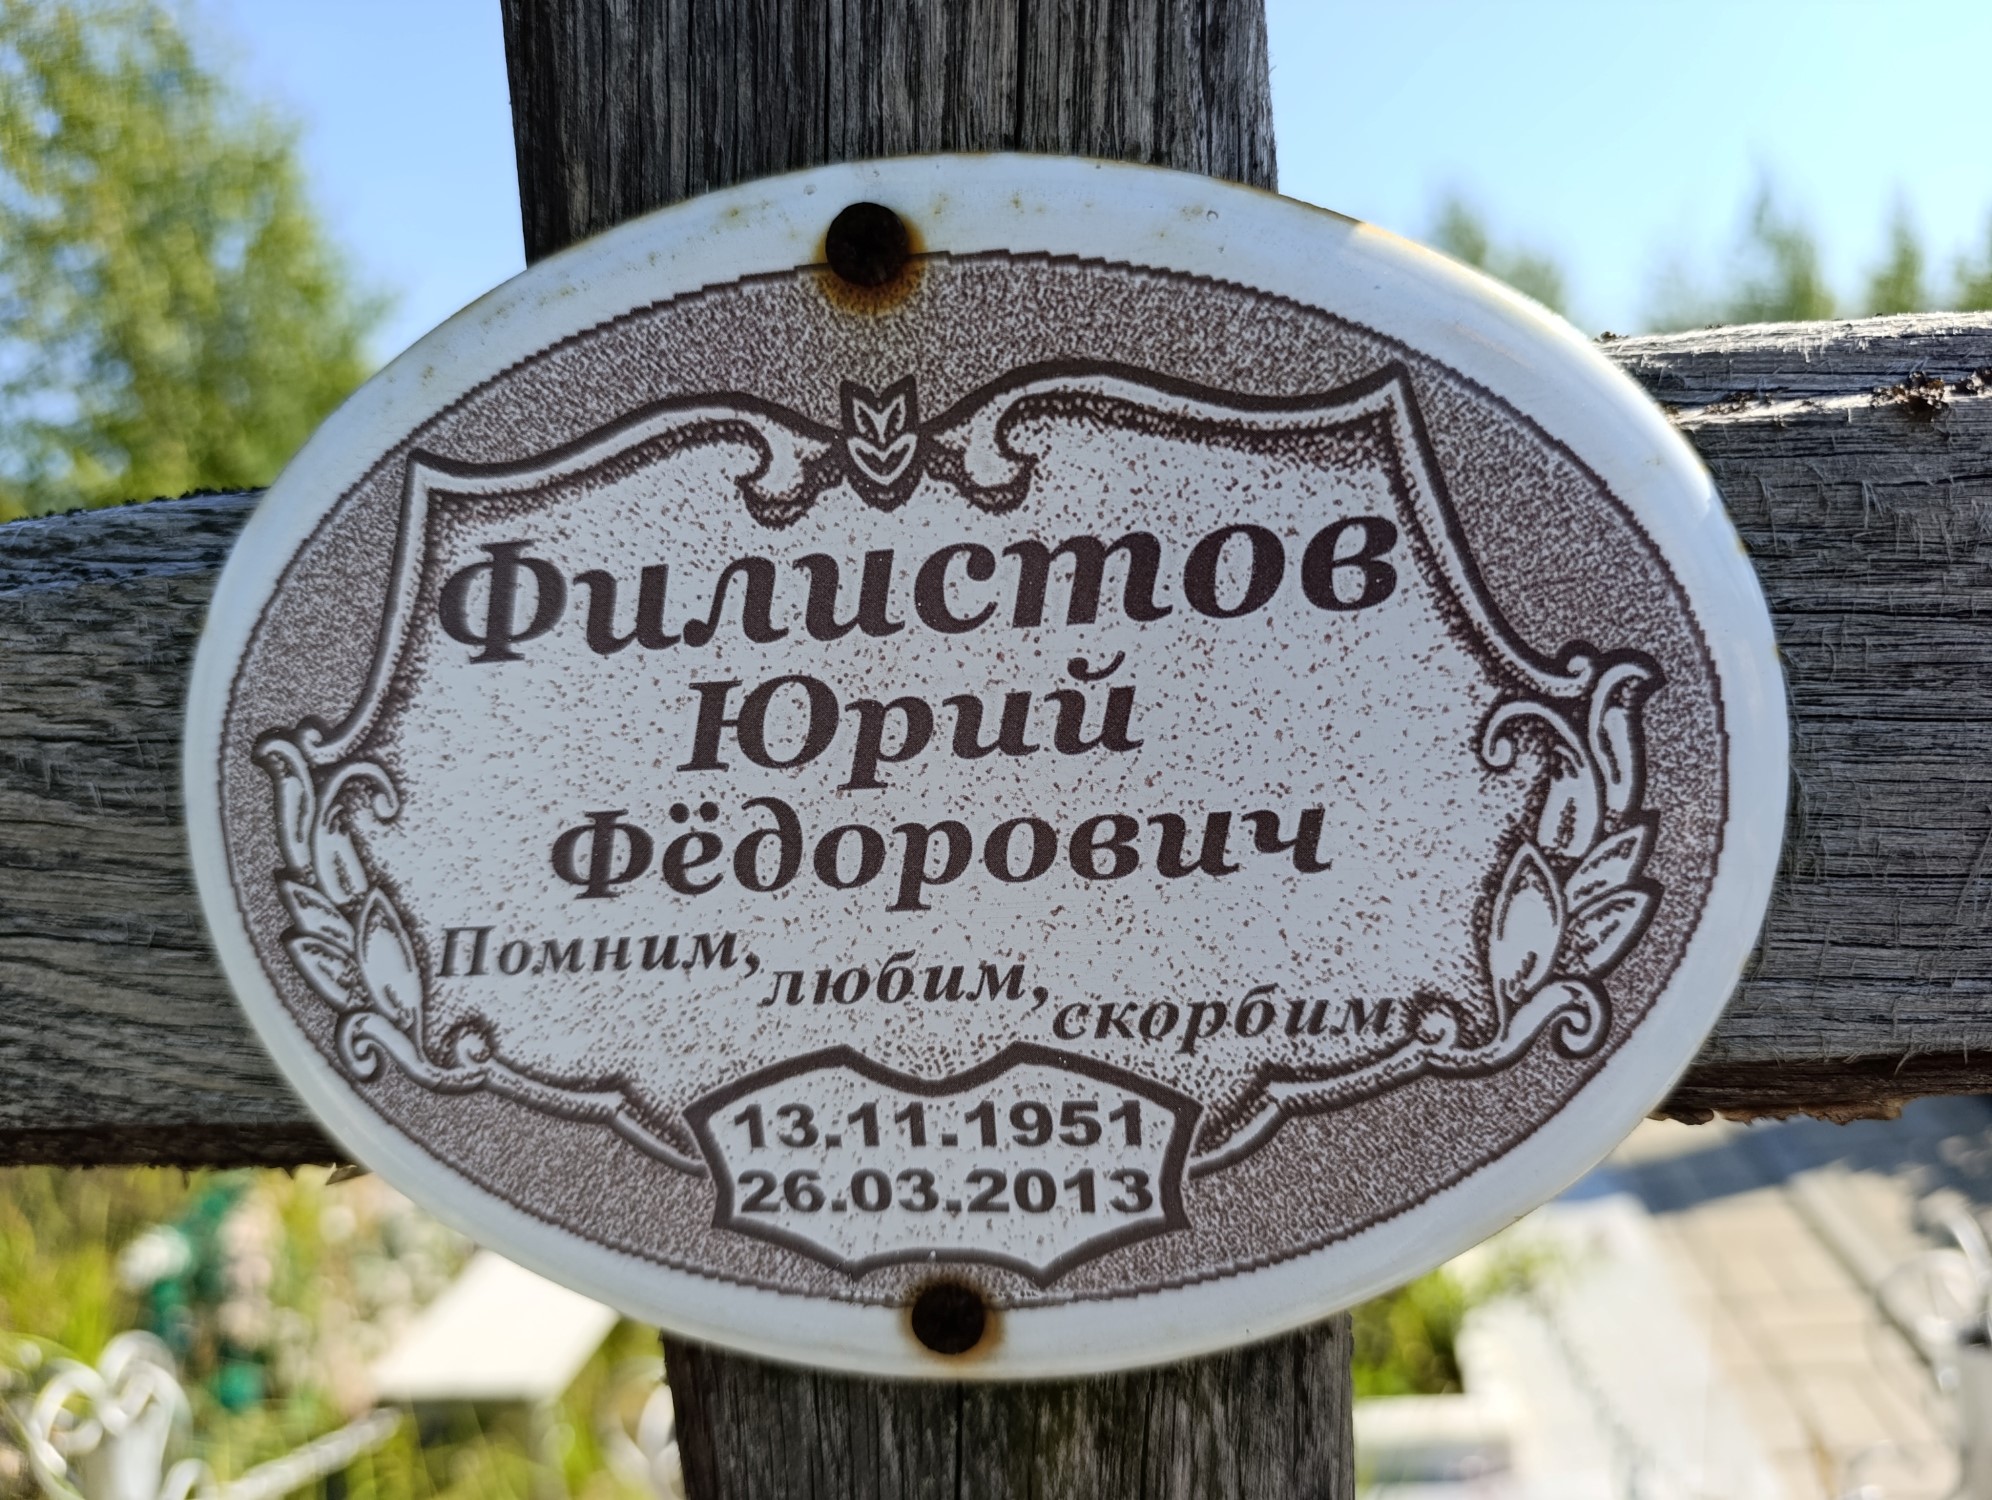 Филистов
Юрий
Фёдорович
Помним, любим, скорбим
13.11.1951
26.03.2013